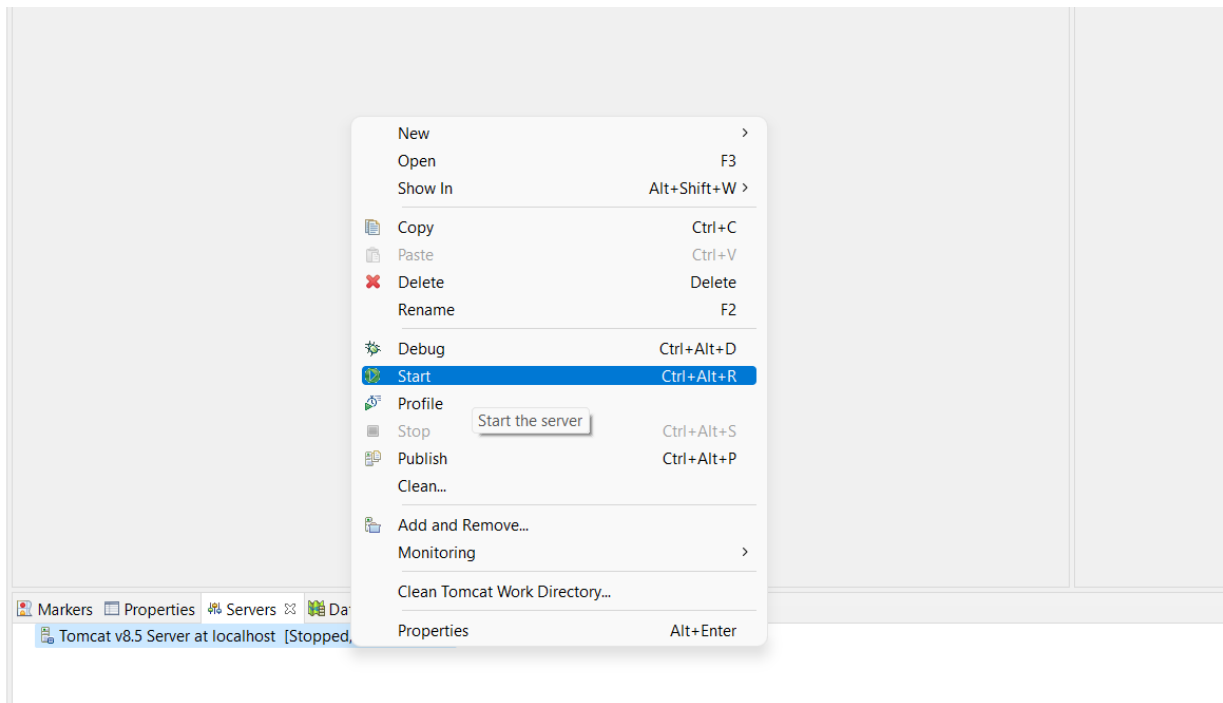 New
Open F3
Show In Alt+Shift+W
Copy Ctrl+C
Paste Ctrl+V
Delete Delete
Rename F2
Debug Ctrl+Alt+D
Start Ctrl+Alt+R
Profile
Start the server
Stop Ctrl+Alt+S
Publish Ctrl+Alt+P
Clean...
Add and Remove...
Monitoring
Clean Tomcat Work Directory...
Properties Alt+Enter
Markers Properties Servers Da
Tomcat v8.5 Server at localhost [Stopped,